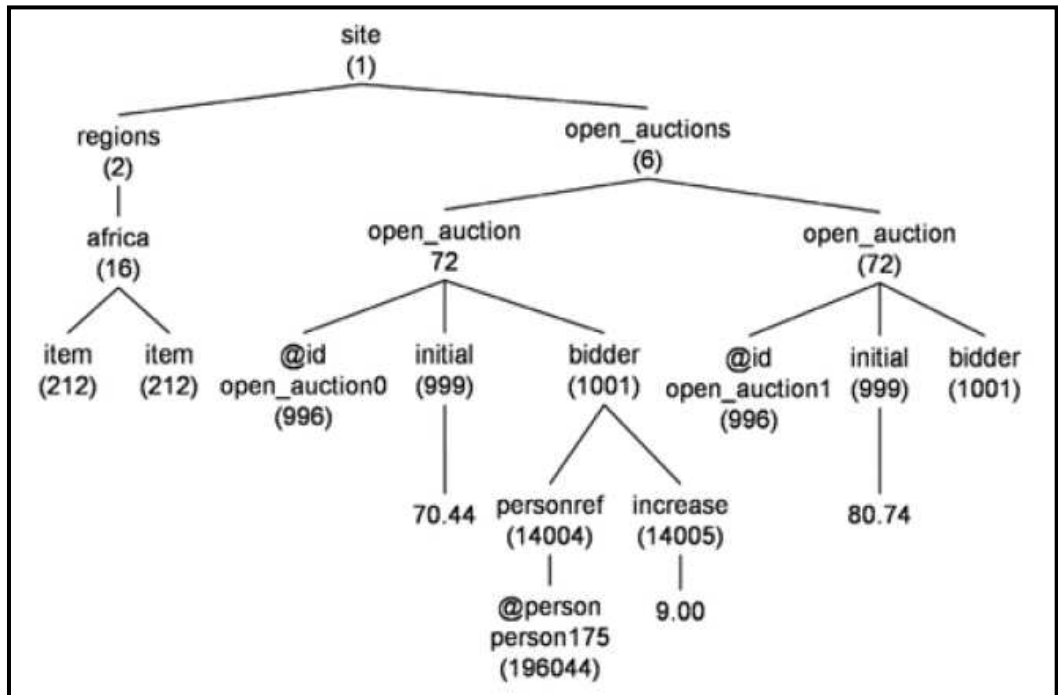 site
(1)
regions
(2)
open_auctions
(6)
africa
(16)
open_auction
72
open_auction
(72)
item
(212)
item
(212)
@id
open_auction0
(996)
initial
(999)
bidder
(1001)
@id
open_auction1
(996)
initial
(999)
bidder
(1001)
70.44
personref
(14004)
increase
(14005)
80.74
@person
person175
(196044)
9.00